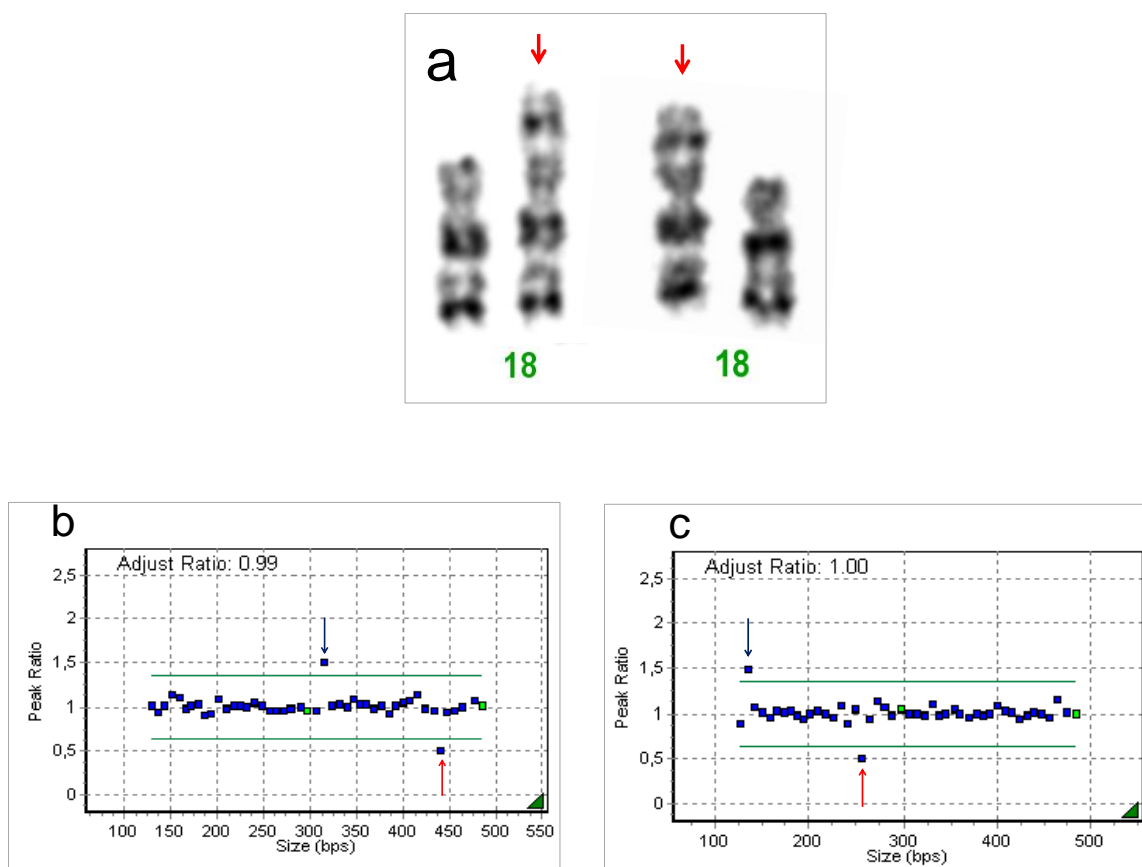 a
18 18
b
Adjust Ratio: 0.99
2,5
2
1,5
1
0,5
0
Peak Ratio
100 150 200 250 300 350 400 450 500 550
Size (bps)
c
Adjust Ratio: 1.00
2,5
2
1,5
1
0,5
0
Peak Ratio
100 200 300 400 500
Size (bps)